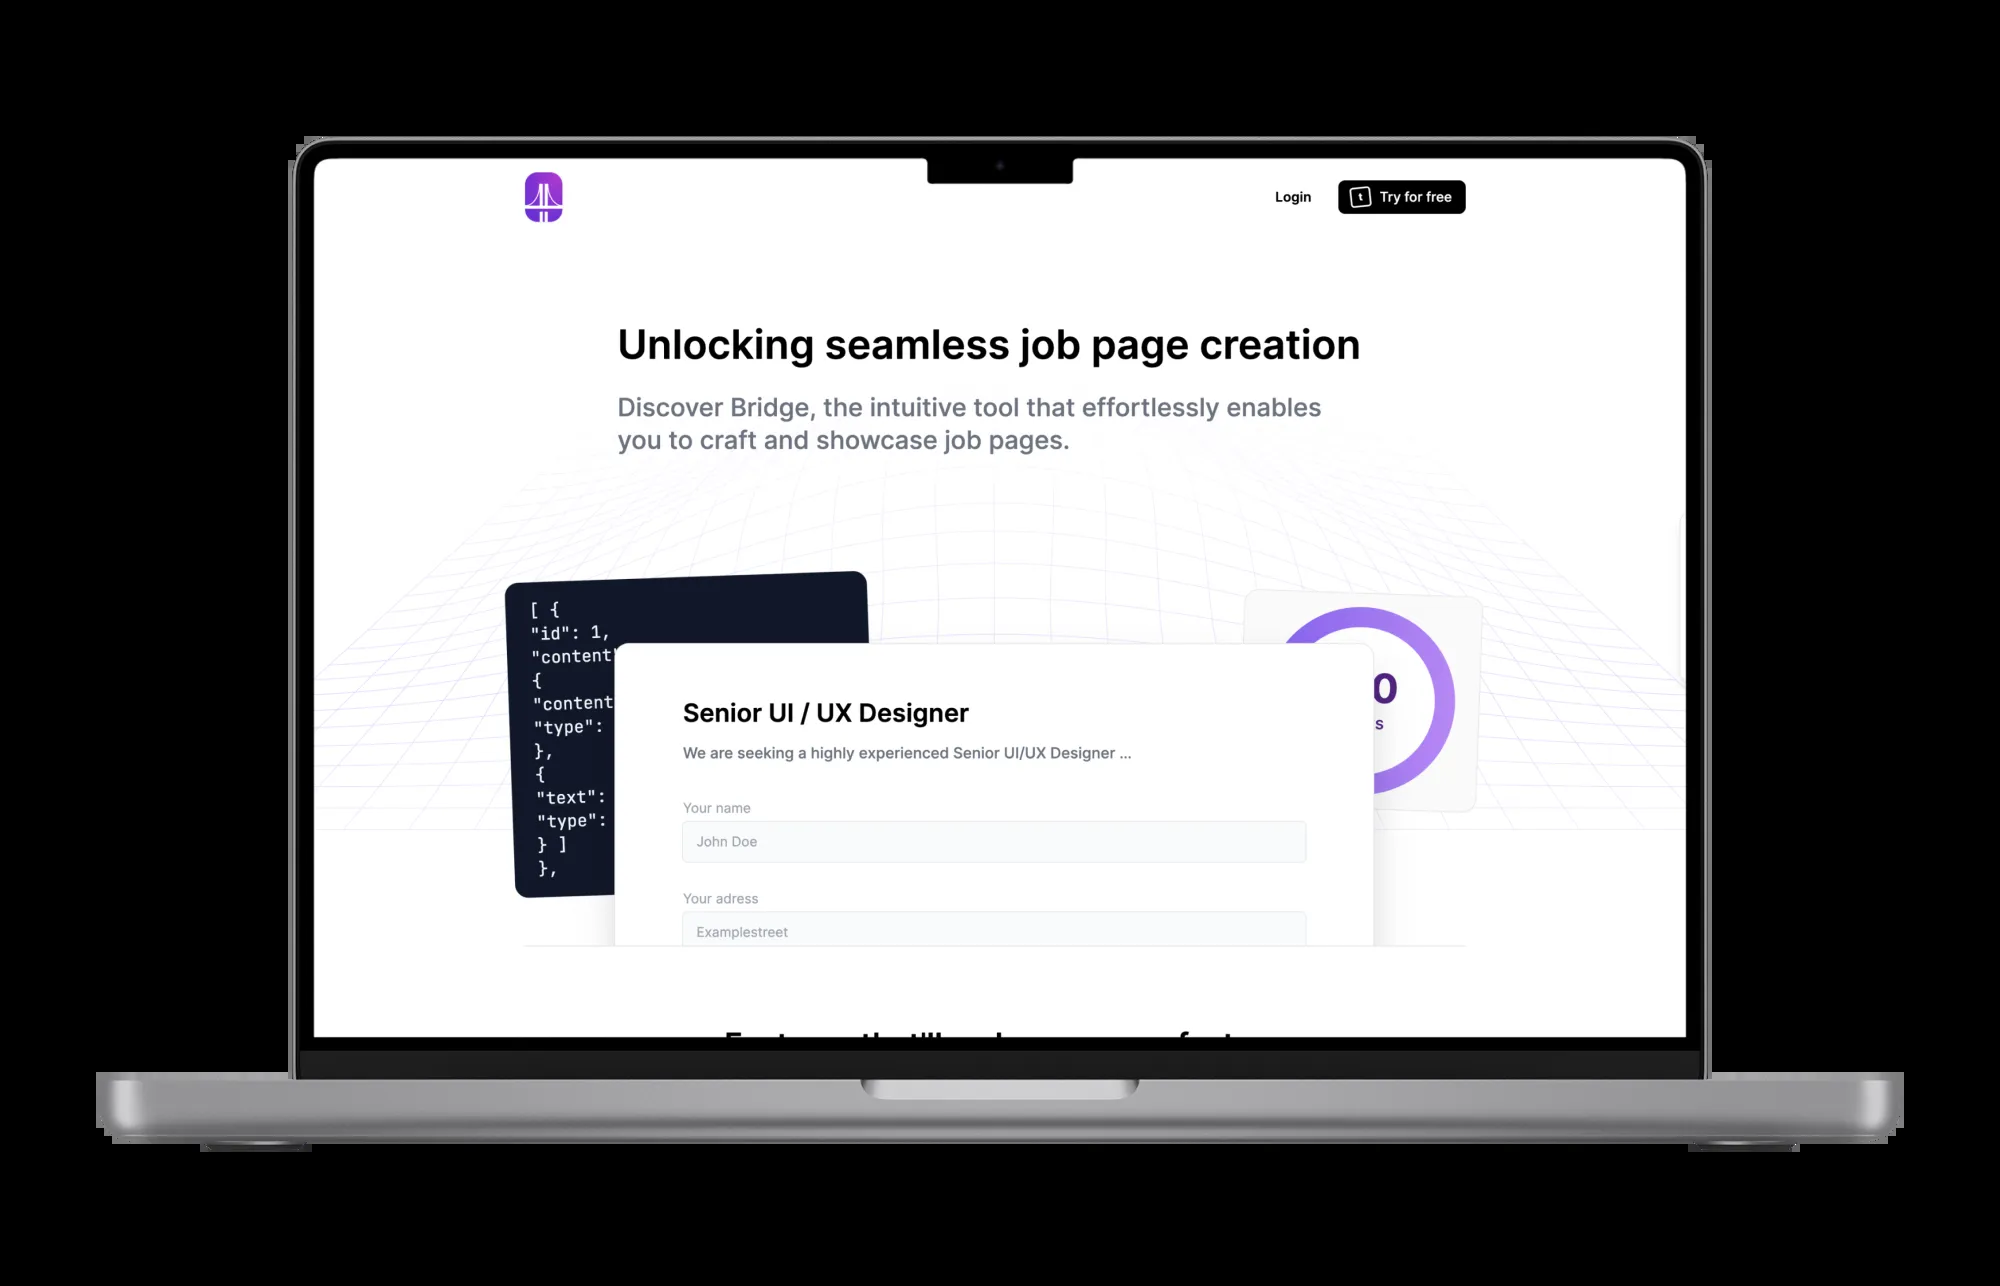 Login
t Try for free
Unlocking seamless job page creation
Discover Bridge, the intuitive tool that effortlessly enables
you to craft and showcase job pages.
[ {
"id": 1,
"content"
{
"content
"type":
},
{
"text":
"type":
} ]
},
0
s
Senior UI / UX Designer
We are seeking a highly experienced Senior UI/UX Designer ...
Your name
John Doe
Your adress
Examplestreet